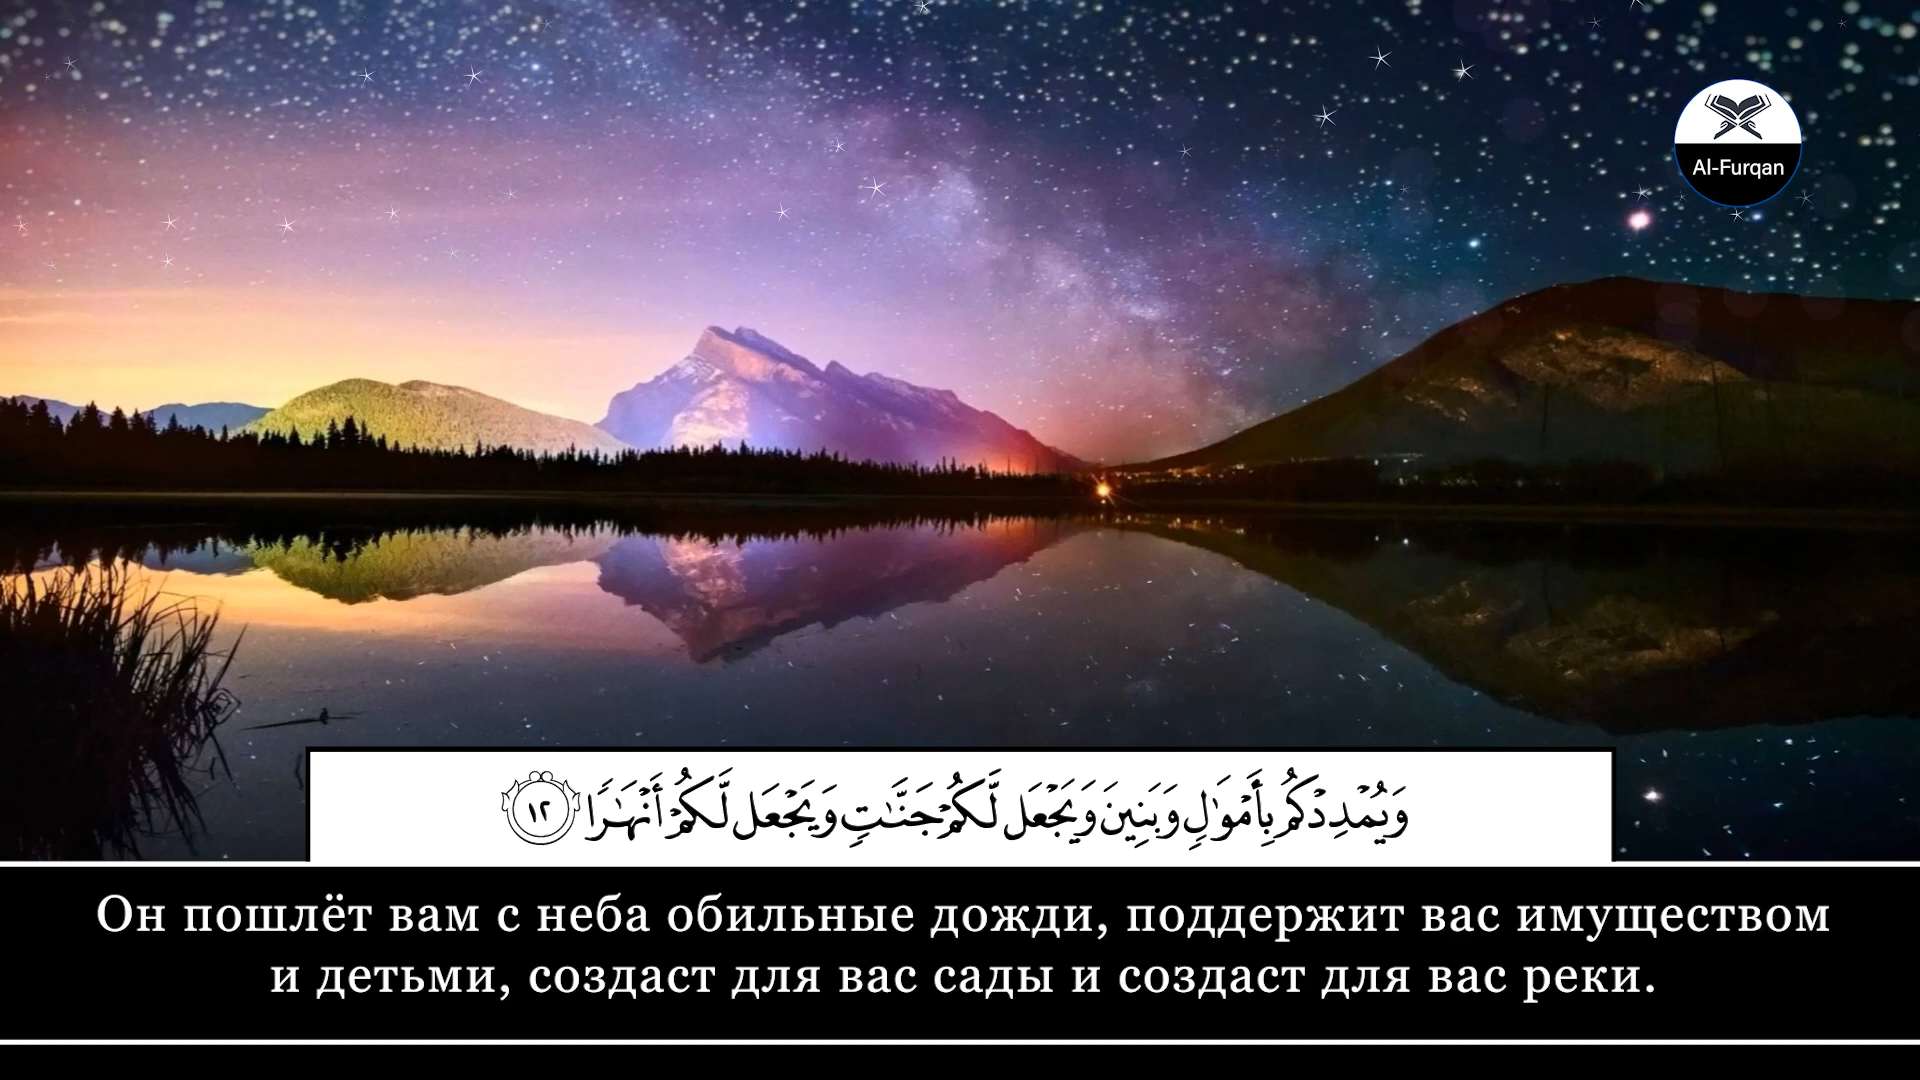 Al-Furqan
وَيُمْدِدْكُم بِأَمْوَٰلٍ وَبَنِينَ وَيَجْعَل لَّكُمْ جَنَّـٰتٍ وَيَجْعَل لَّكُمْ أَنْهَـٰرًا ١٢
Он пошлёт вам с неба обильные дожди, поддержит вас имуществом
и детьми, создаст для вас сады и создаст для вас реки.